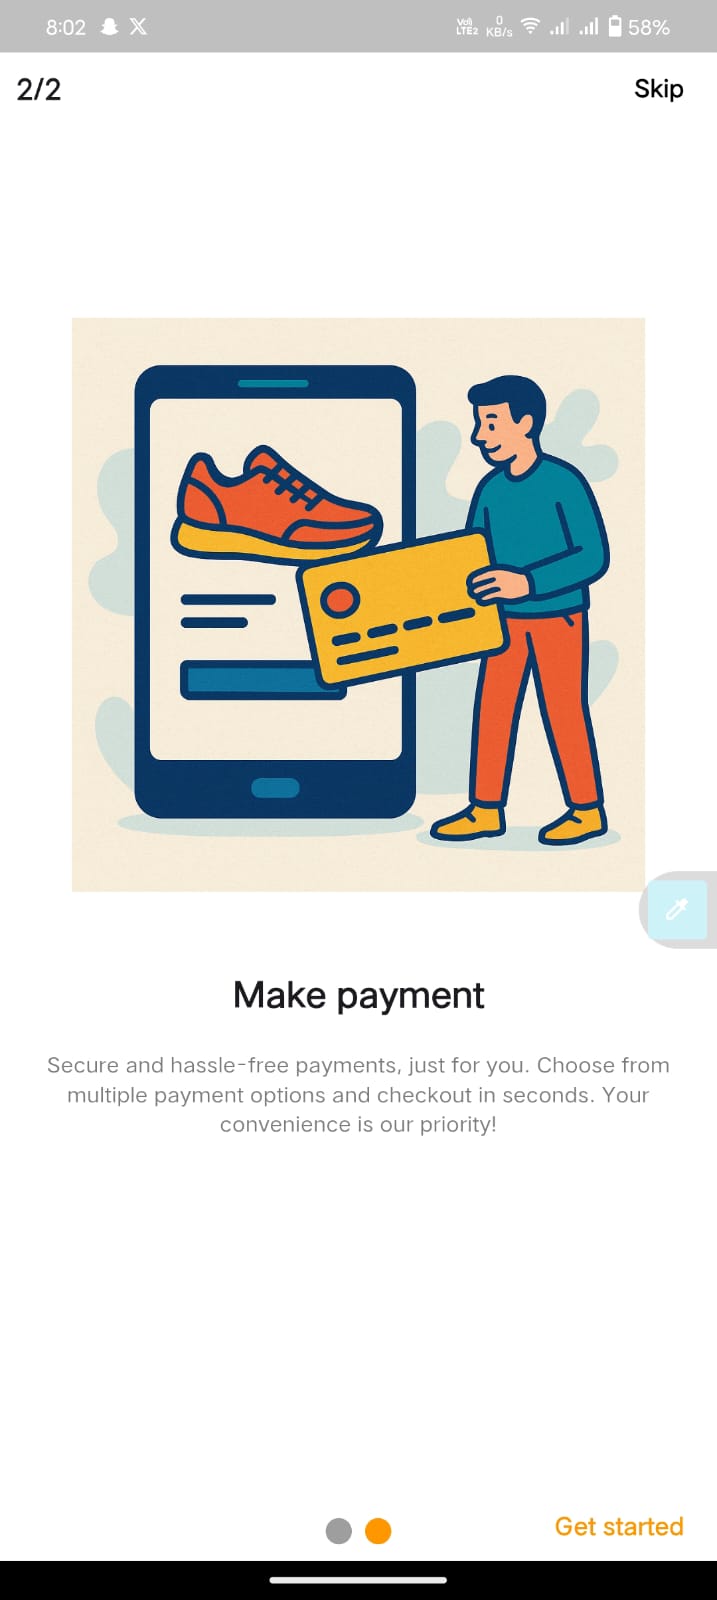 8:02
Vo) LTE2 0 KB/s 58%
2/2
Skip
Make payment
Secure and hassle-free payments, just for you. Choose from
multiple payment options and checkout in seconds. Your
convenience is our priority!
Get started